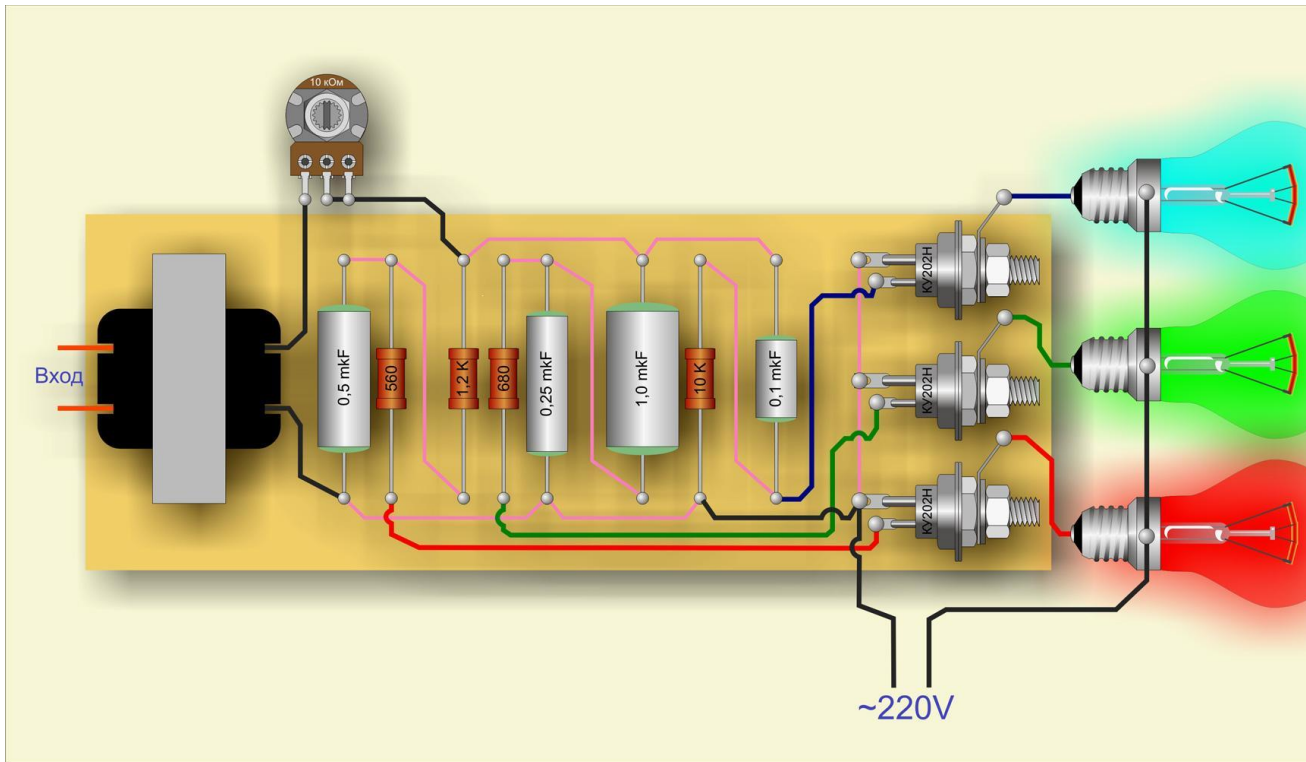 10 кОм
Вход
0,5 mkF
560
1,2 K
680
0,25 mkF
1,0 mkF
10 K
0,1 mkF
КУ202Н
КУ202Н
КУ202Н
~220V